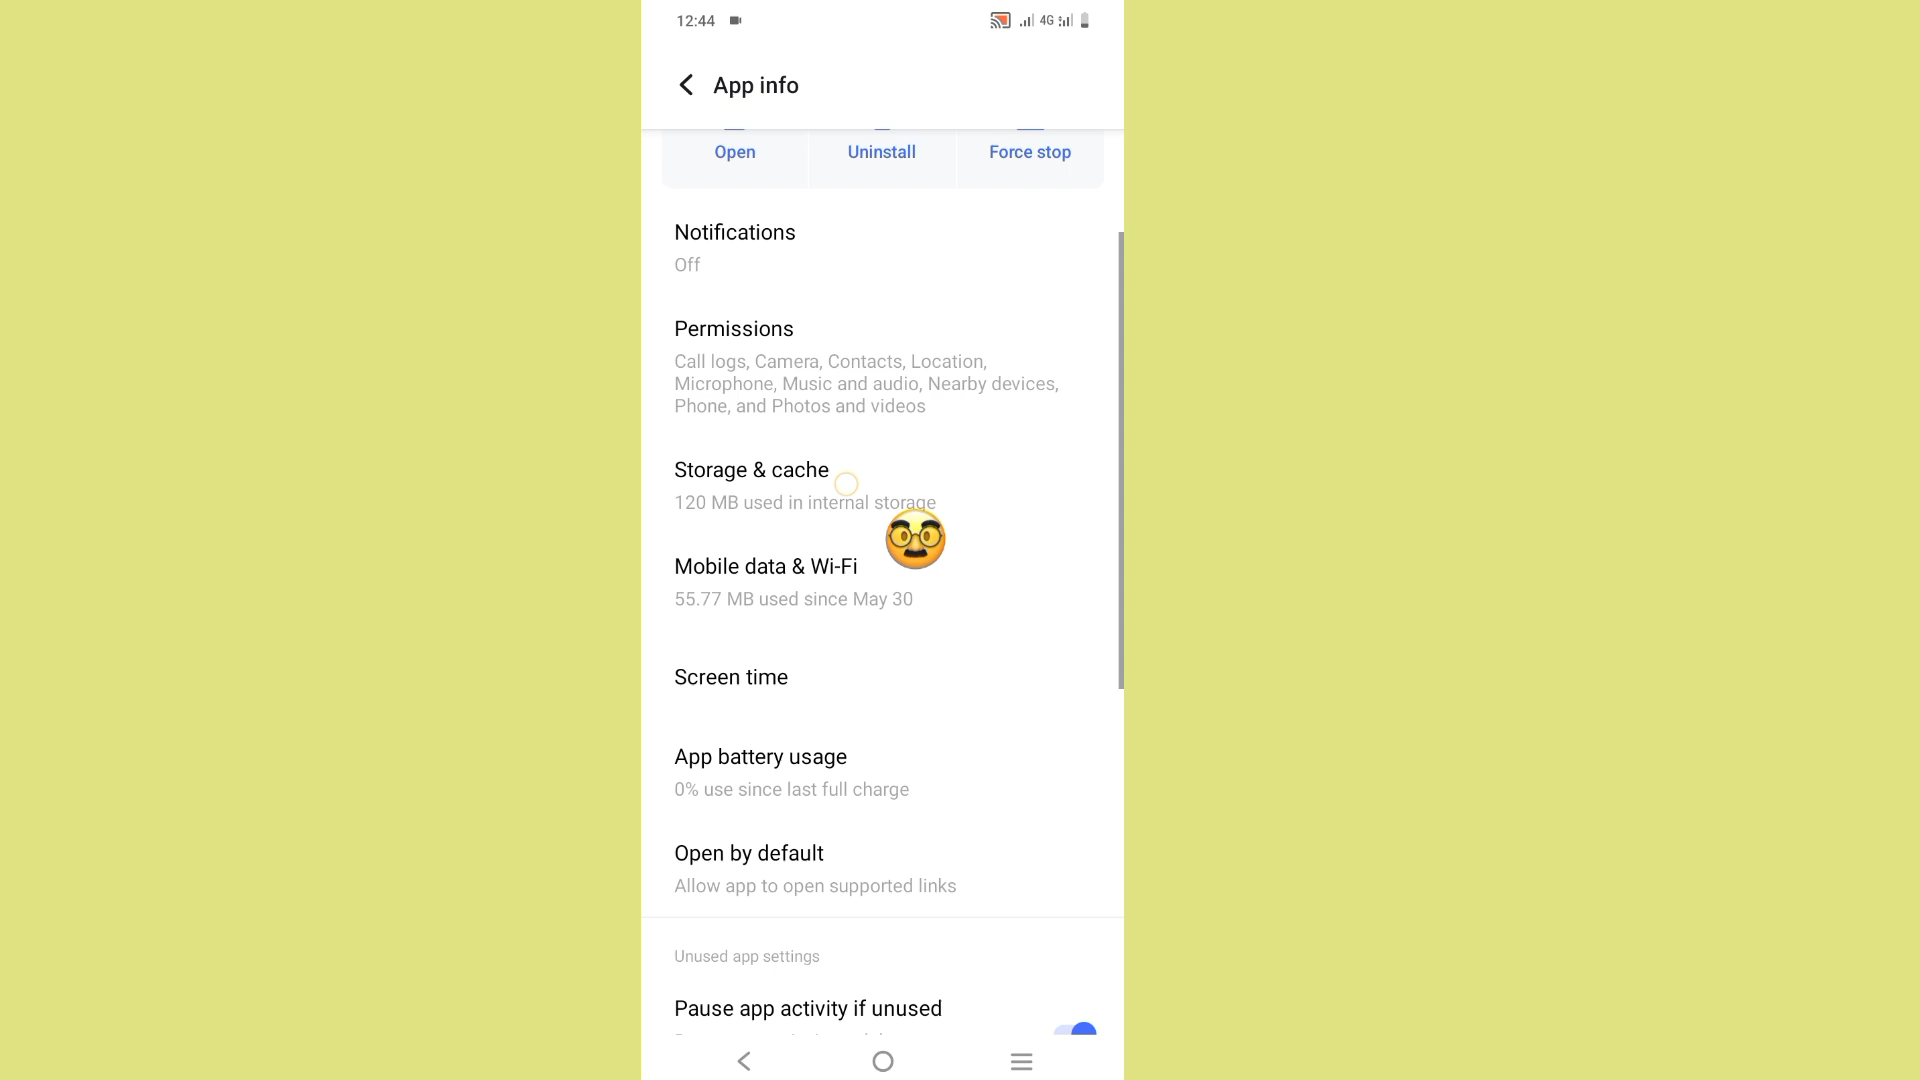 12:44
4G
App info
Open
Uninstall
Force stop
Notifications
Off
Permissions
Call logs, Camera, Contacts, Location,
Microphone, Music and audio, Nearby devices,
Phone, and Photos and videos
Storage & cache
120 MB used in internal storage
Mobile data & Wi-Fi
55.77 MB used since May 30
Screen time
App battery usage
0% use since last full charge
Open by default
Allow app to open supported links
Unused app settings
Pause app activity if unused